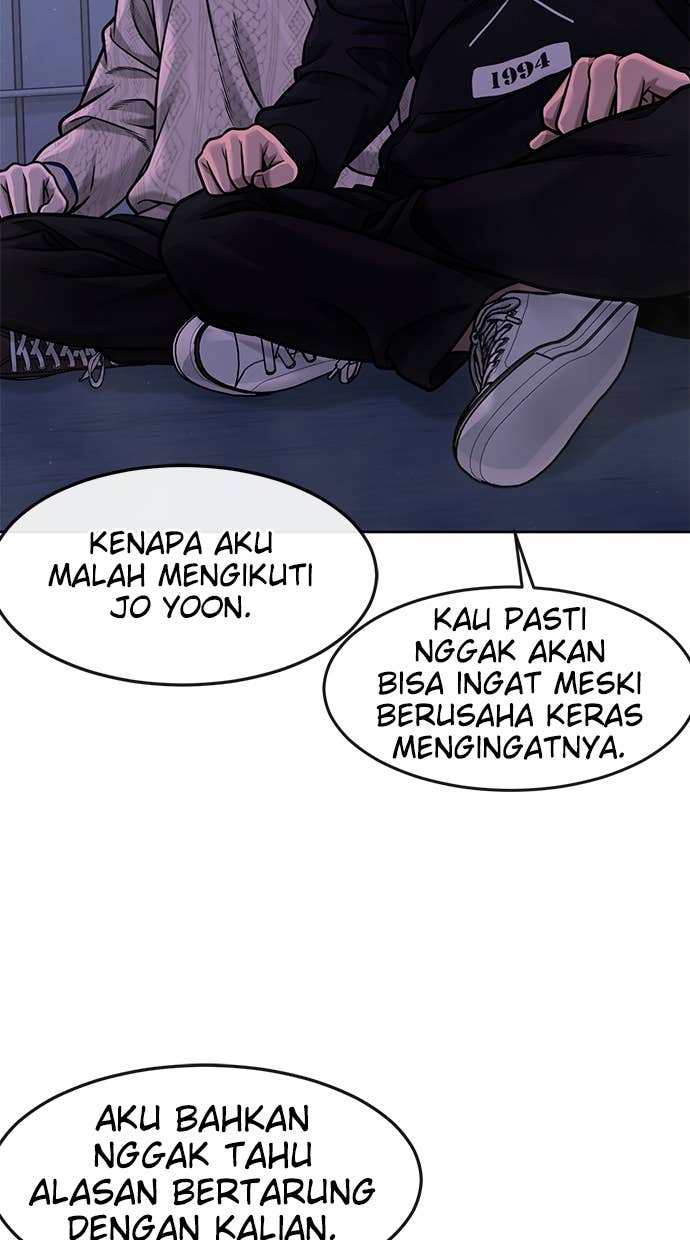 1994
KENAPA AKU
MALAH MENGIKUTI
JO YOON.
KAU PASTI
NGGAK AKAN
BISA INGAT MESKI
BERUSAHA KERAS
MENGINGATNYA.
AKU BAHKAN
NGGAK TAHU
ALASAN BERTARUNG
DENGAN KALIAN.